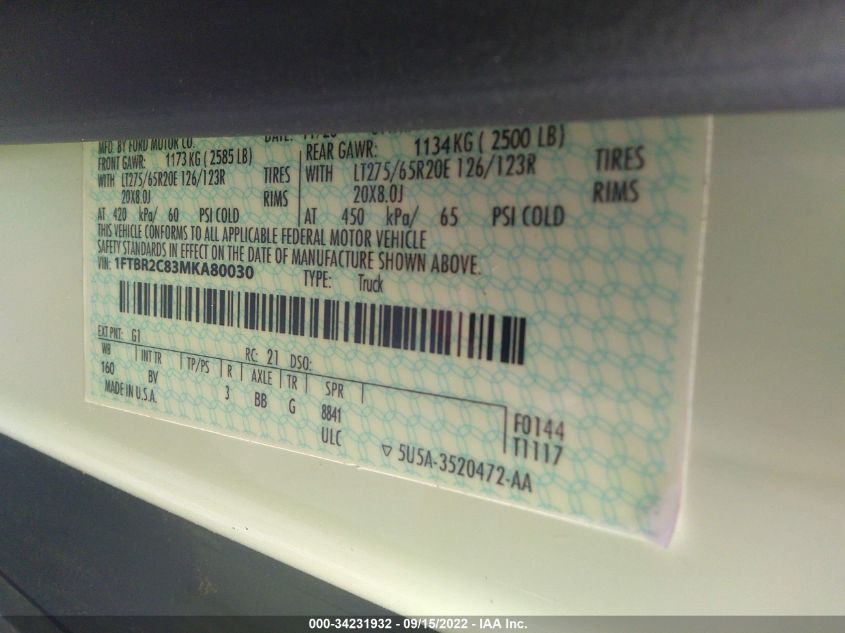 MFD. BY FORD MOTOR CO.
DATE:
FRONT GAWR: 1173 KG ( 2585 LB)
REAR GAWR: 1134KG ( 2500 LB)
WITH LT275/65R20E 126/123R TIRES
WITH LT275/65R20E 126/123R TIRES
20X8.0J RIMS
20X8.0J RIMS
AT 420 kPa/ 60 PSI COLD
AT 450 kPa/ 65 PSI COLD
THIS VEHICLE CONFORMS TO ALL APPLICABLE FEDERAL MOTOR VEHICLE
SAFETY STANDARDS IN EFFECT ON THE DATE OF MANUFACTURE SHOWN ABOVE.
VIN: 1FTBR2C83MKA80030 TYPE: Truck
EXT PNT: G1 RC: 21 DSO:
WB INT TR TP/PS R AXLE TR SPR
160 BV 3 BB G 8841 F0144
MADE IN U.S.A. ULC T1117
5U5A-3520472-AA
000-34231932 - 09/15/2022 - IAA Inc.